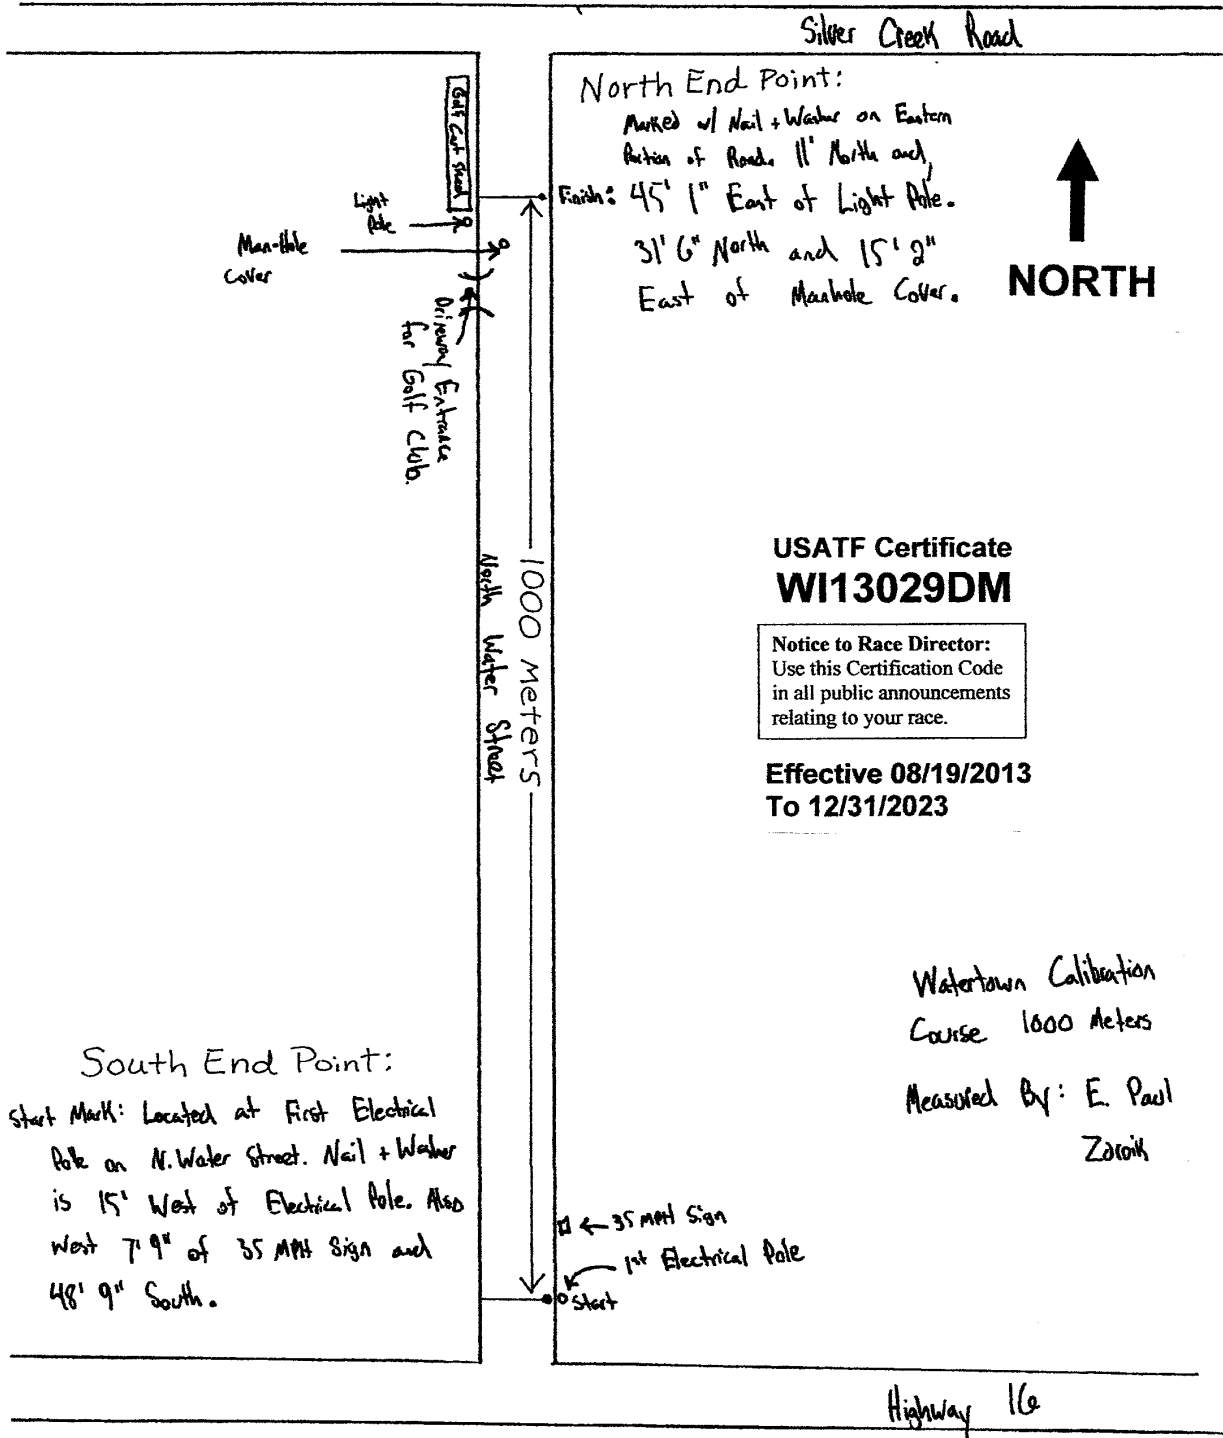 Silver Creek Road
North End Point:
Marked w/ Nail + Washer on Eastern
Portion of Road. 11' North and,
Finish: 45' 1" East of Light Pole.
31' 6" North and 15' 2"
East of Manhole Cover.
NORTH
Golf Cart Shed
Light
Pole
Man-Hole
Cover
Driveway Entrance
for Golf Club.
1000 Meters
North Water Street
USATF Certificate
WI13029DM
Notice to Race Director:
Use this Certification Code
in all public announcements
relating to your race.
Effective 08/19/2013
To 12/31/2023
Watertown Calibration
Course 1000 Meters
Measured By: E. Paul
South End Point:
Start Mark: Located at First Electrical
Pole on N. Water Street. Nail + Washer
is 15' West of Electrical Pole. Also
West 7' 9" of 35 MPH Sign and
48' 9" South.
35 MPH Sign
1st Electrical Pole
Start
Highway 16